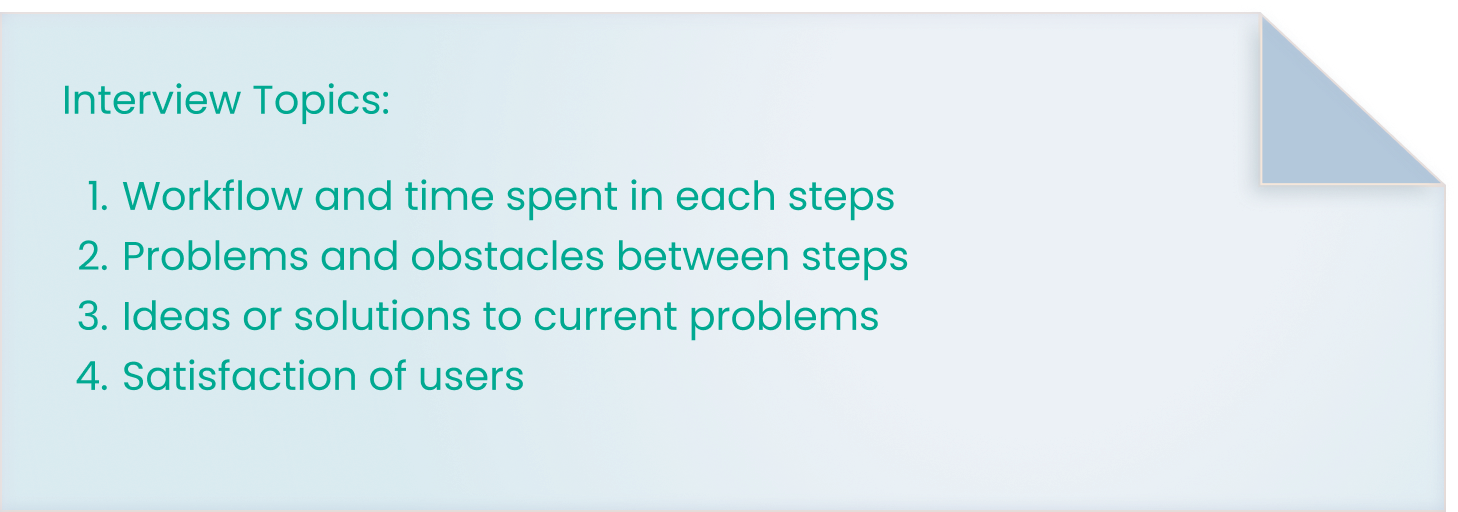 Interview Topics:
1. Workflow and time spent in each steps
2. Problems and obstacles between steps
3. Ideas or solutions to current problems
4. Satisfaction of users